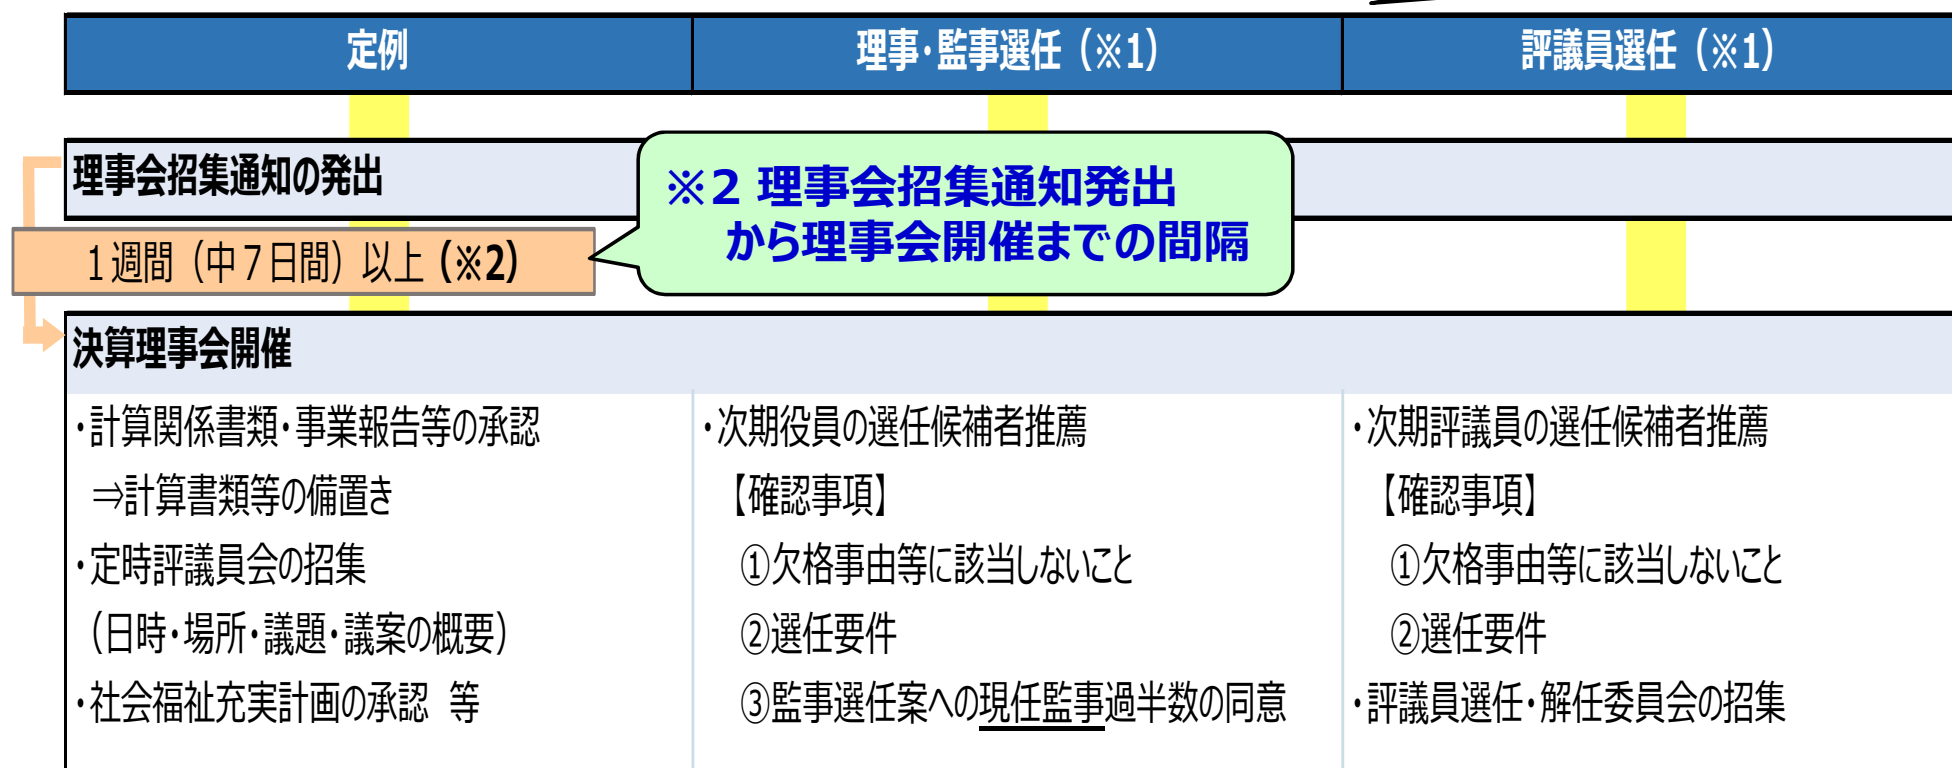 定例
理事・監事選任（※1）
評議員選任（※1）
理事会招集通知の発出
※2 理事会招集通知発出
から理事会開催までの間隔
１週間（中７日間）以上（※2）
決算理事会開催
・計算関係書類・事業報告等の承認
⇒計算書類等の備置き
・定時評議員会の招集
（日時・場所・議題・議案の概要）
・社会福祉充実計画の承認　等
・次期役員の選任候補者推薦
【確認事項】
①欠格事由等に該当しないこと
②選任要件
③監事選任案への現任監事過半数の同意
・次期評議員の選任候補者推薦
【確認事項】
①欠格事由等に該当しないこと
②選任要件
・評議員選任・解任委員会の招集